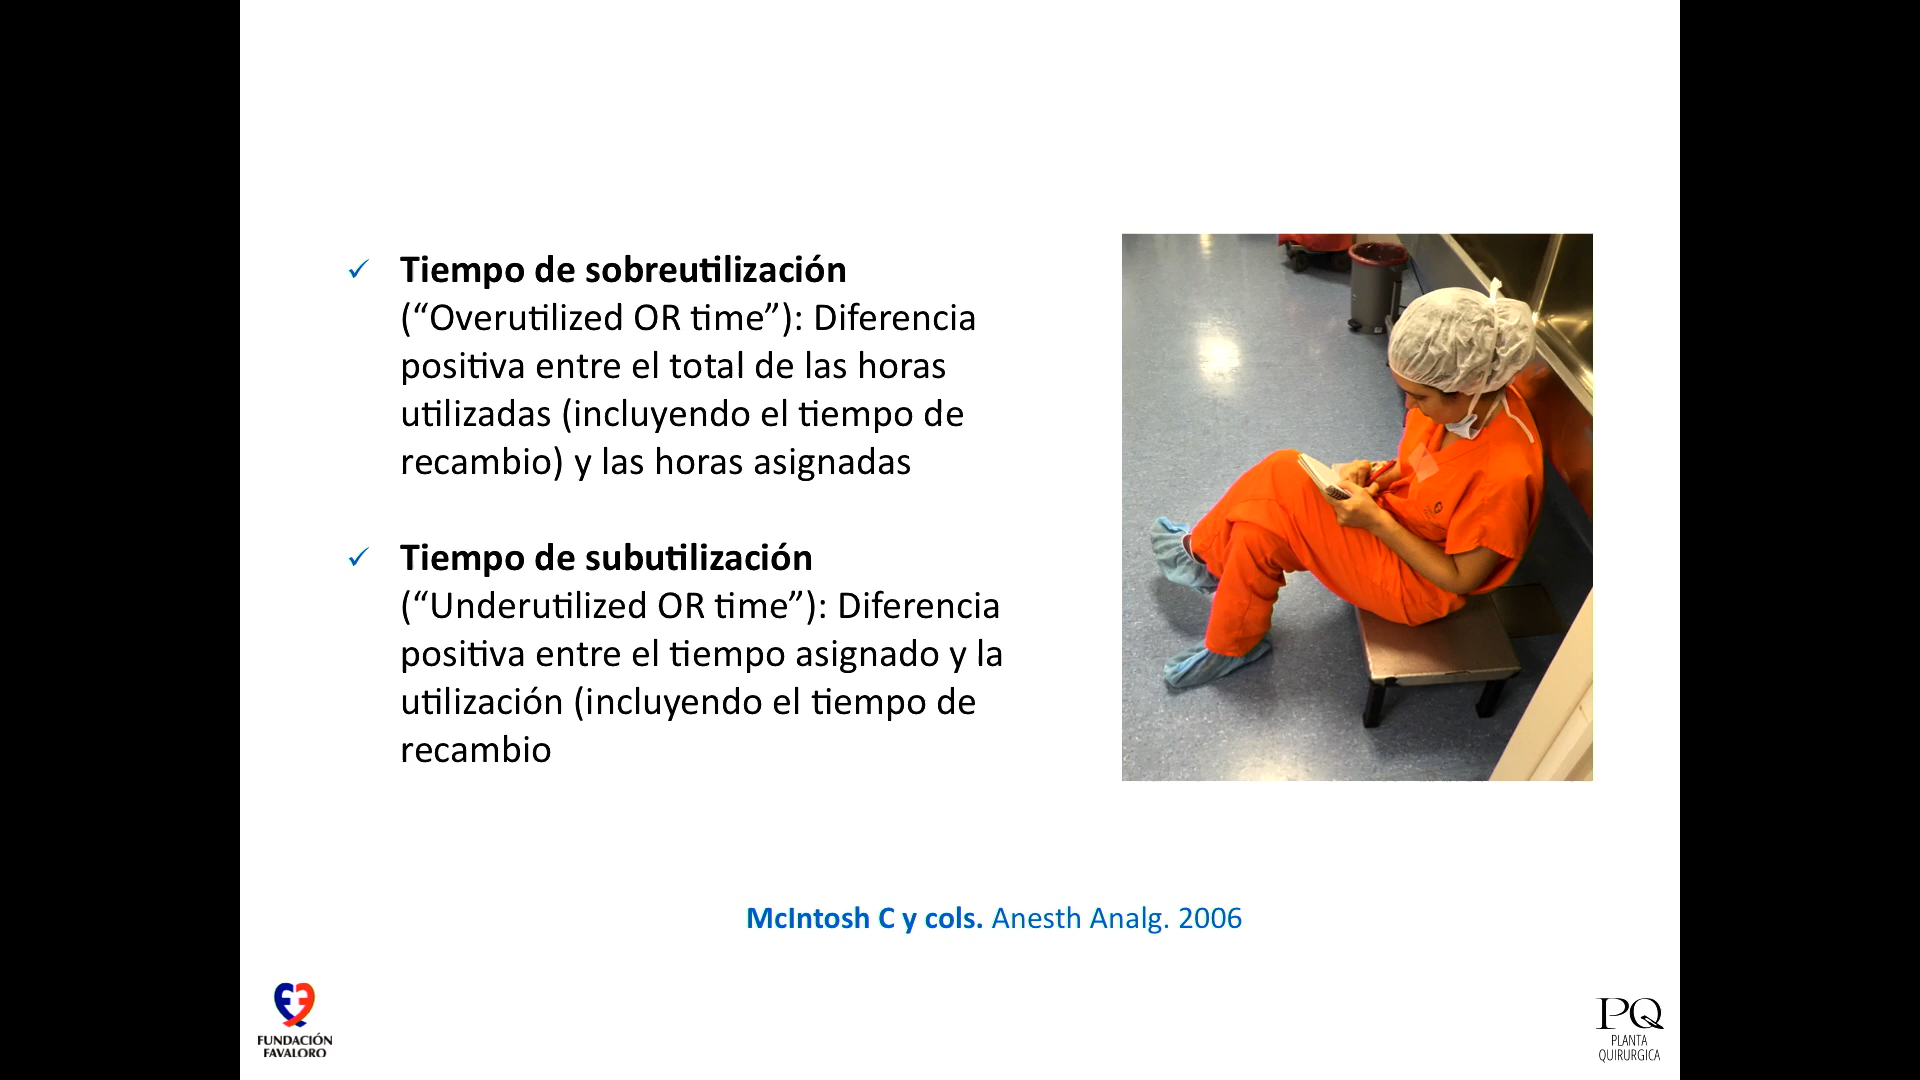 ✓ Tiempo de sobreutilización
(“Overutilized OR time”): Diferencia
positiva entre el total de las horas
utilizadas (incluyendo el tiempo de
recambio) y las horas asignadas
✓ Tiempo de subutilización
(“Underutilized OR time”): Diferencia
positiva entre el tiempo asignado y la
utilización (incluyendo el tiempo de
recambio
McIntosh C y cols. Anesth Analg. 2006
FUNDACIÓN
FAVALORO
PQ
PLANTA
QUIRURGICA